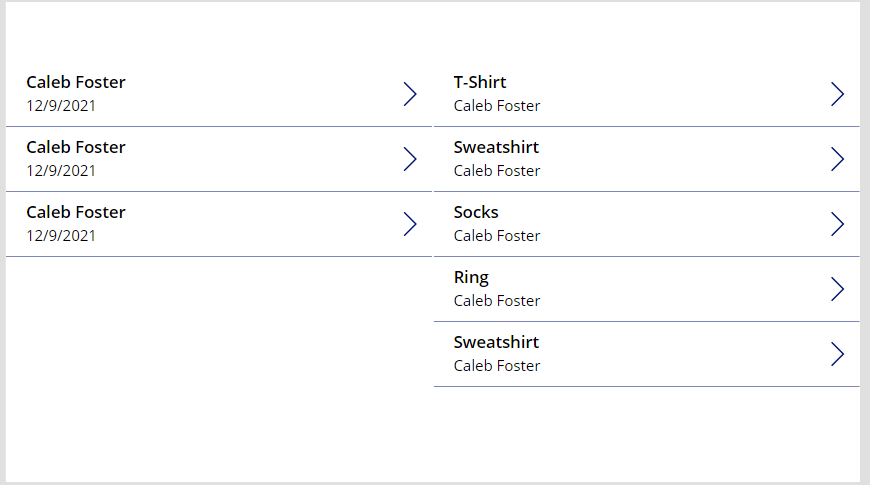 Caleb Foster
12/9/2021
Caleb Foster
12/9/2021
Caleb Foster
12/9/2021
T-Shirt
Caleb Foster
Sweatshirt
Caleb Foster
Socks
Caleb Foster
Ring
Caleb Foster
Sweatshirt
Caleb Foster